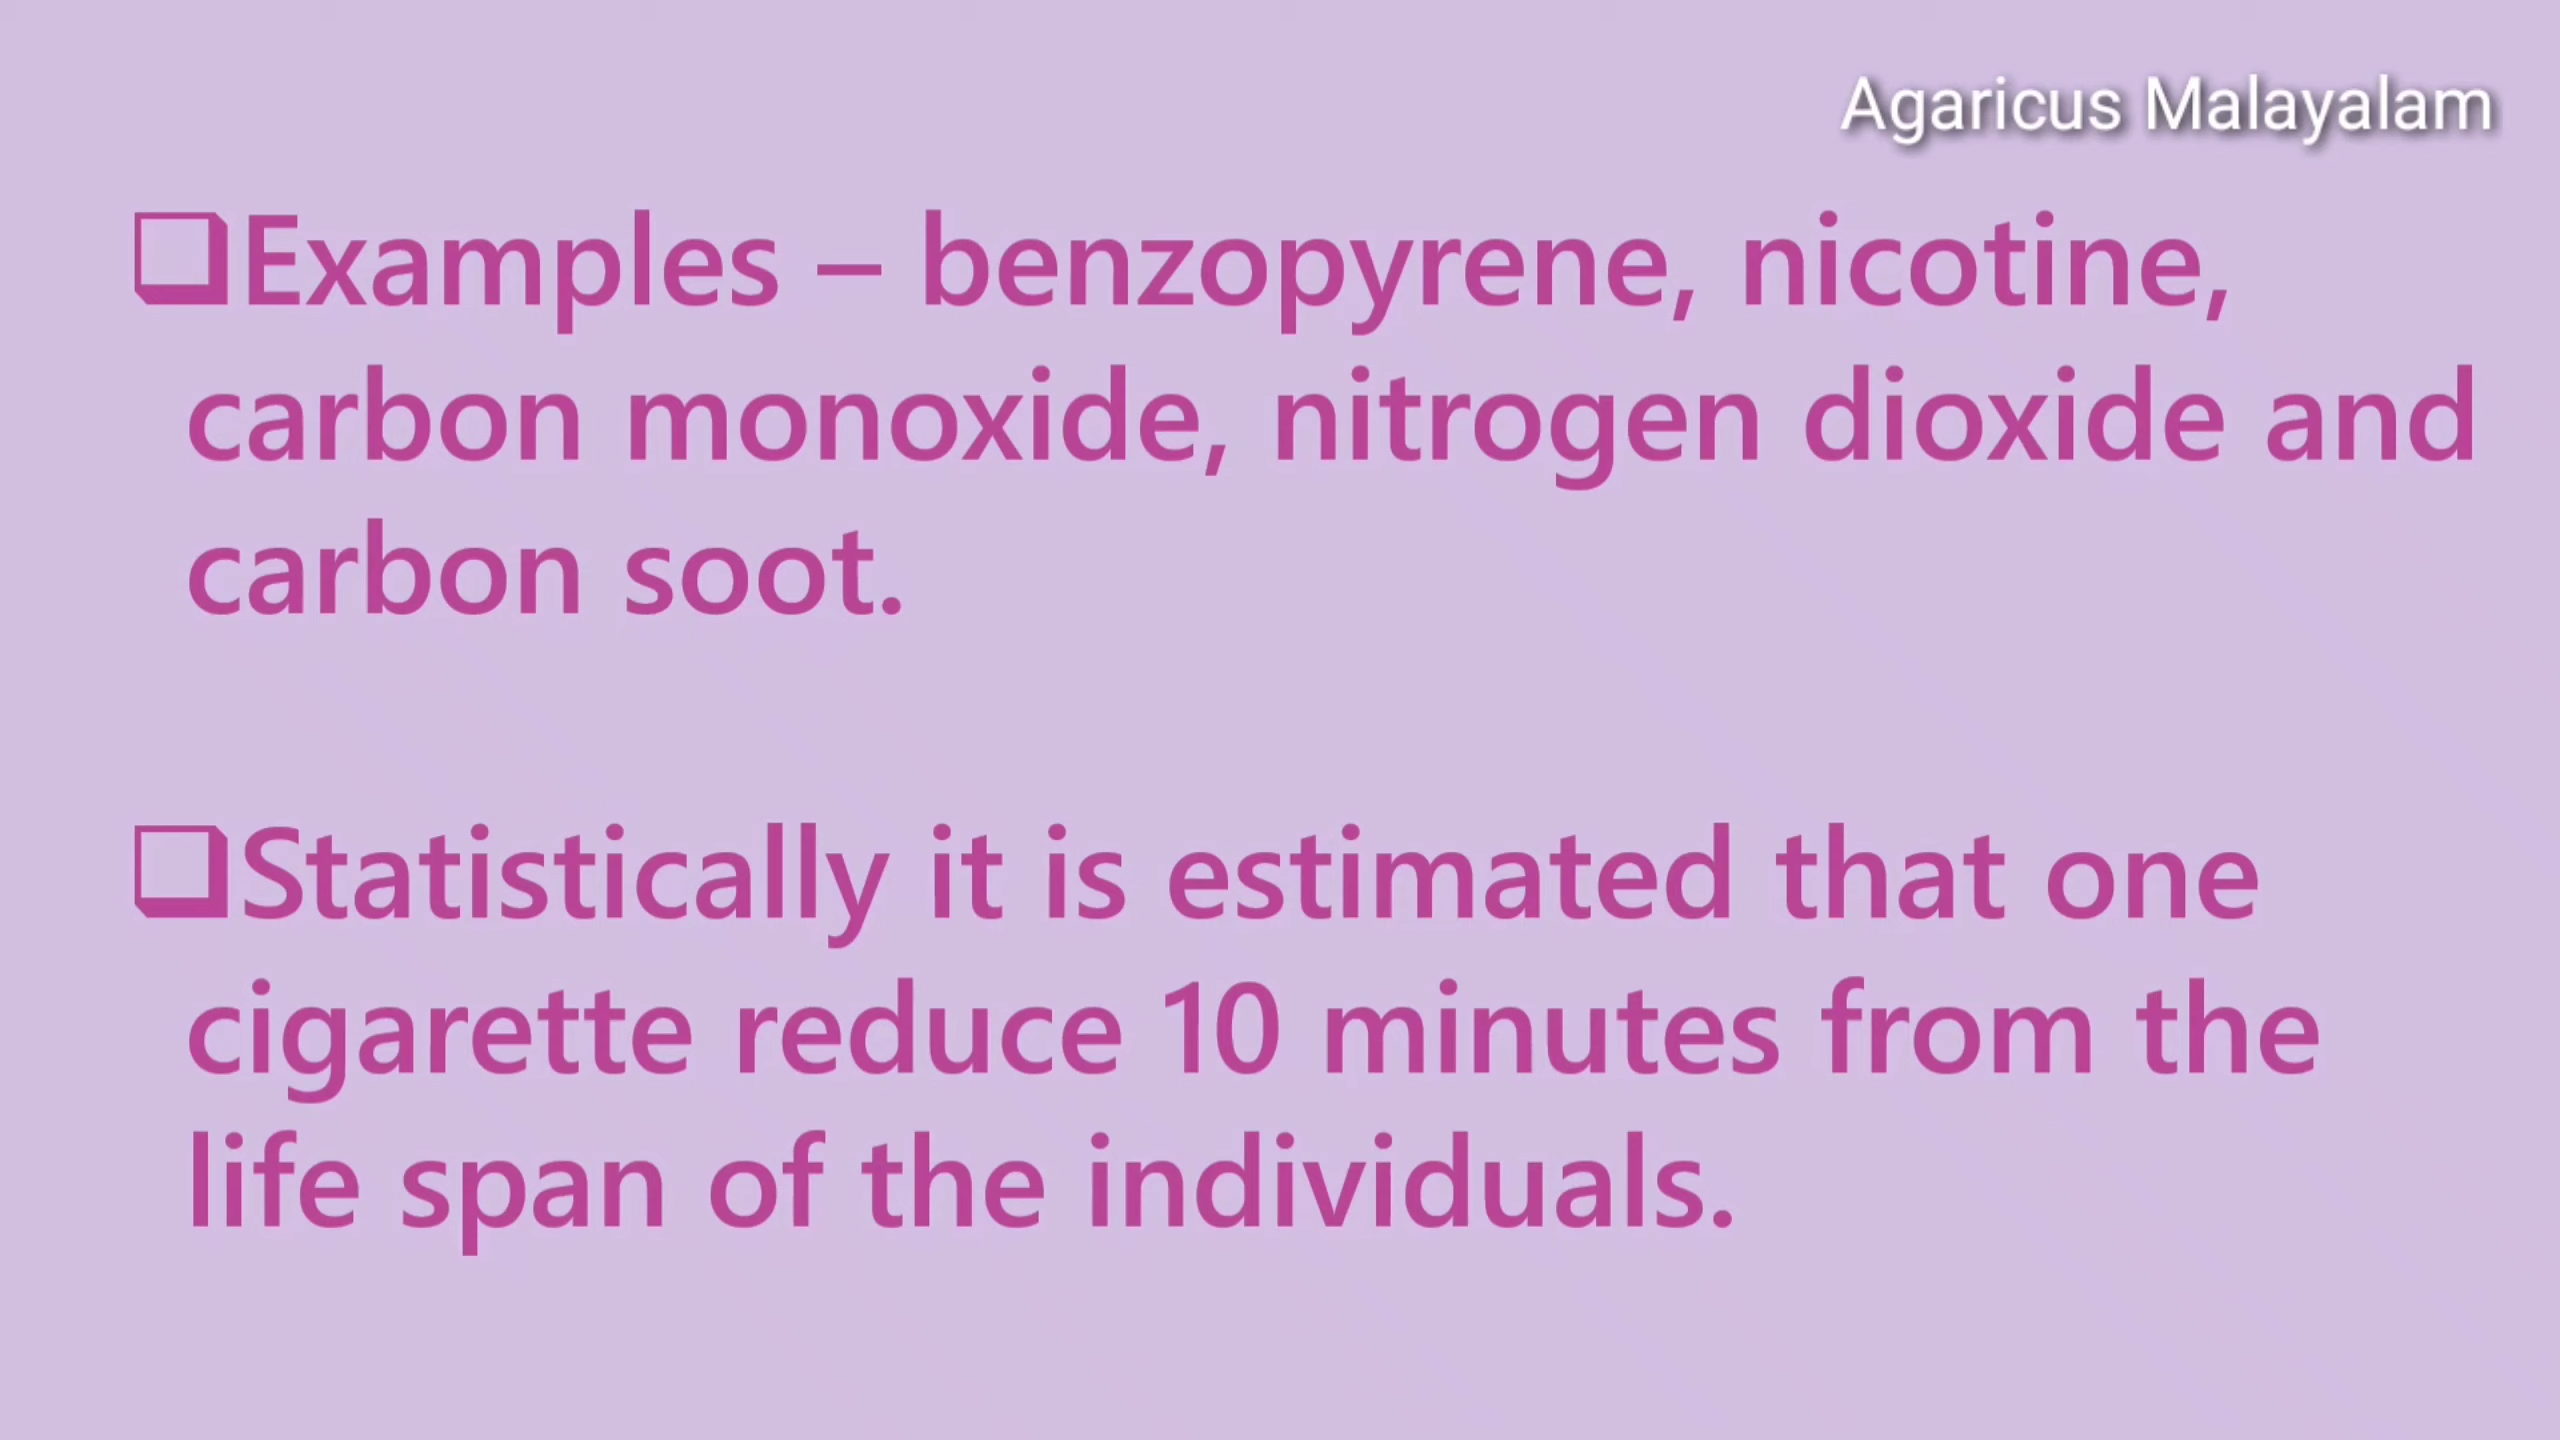 Agaricus Malayalam
❑Examples – benzopyrene, nicotine,
carbon monoxide, nitrogen dioxide and
carbon soot.
❑Statistically it is estimated that one
cigarette reduce 10 minutes from the
life span of the individuals.